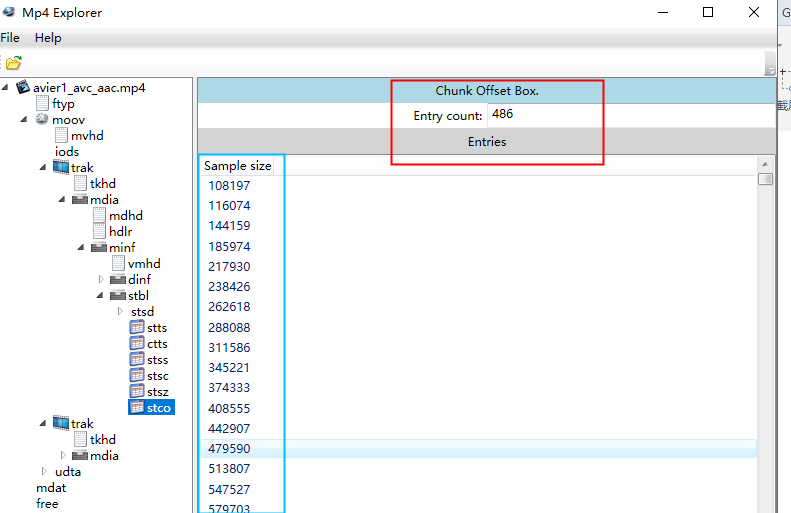 Mp4 Explorer
G
File Help
avier1_avc_aac.mp4
ftyp
moov
mvhd
iods
trak
tkhd
mdia
mdhd
hdlr
minf
vmhd
dinf
stbl
stsd
stts
ctts
stss
stsc
stsz
stco
trak
tkhd
mdia
udta
mdat
free
Chunk Offset Box.
Entry count: 486
Entries
Sample size
108197
116074
144159
185974
217930
238426
262618
288088
311586
345221
374333
408555
442907
479590
513807
547527
579703